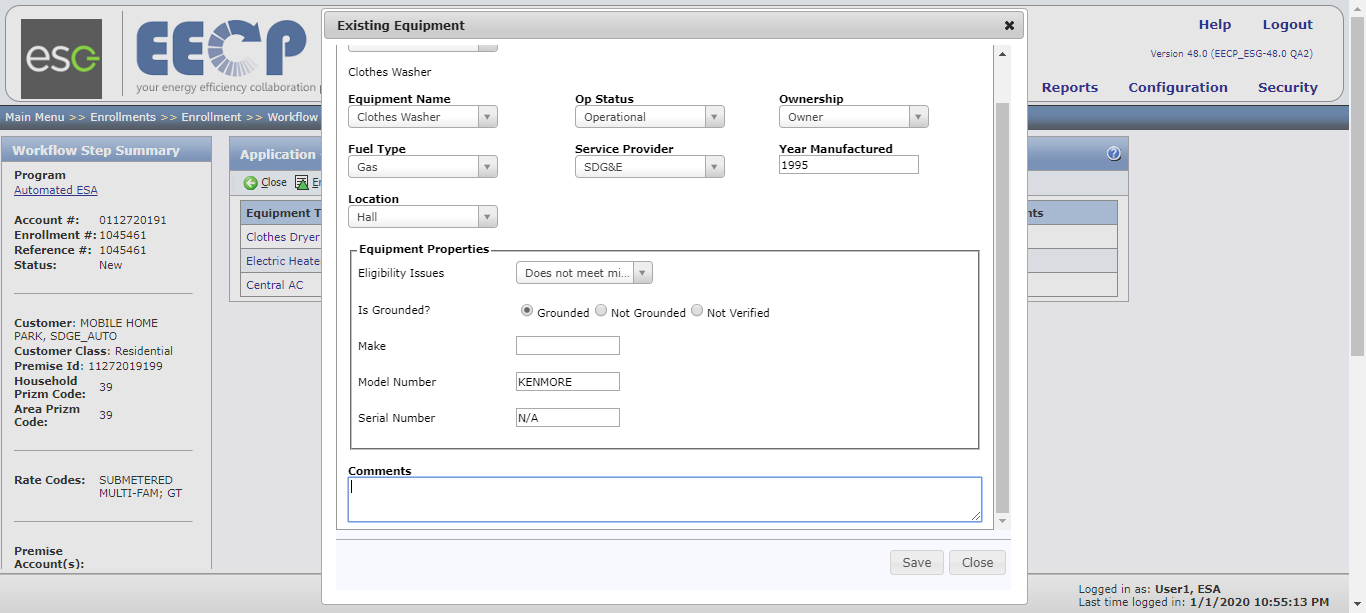 esg
EECP
your energy efficiency collaboration
Help Logout
Version 48.0 (EECP_ESG-48.0 QA2)
Reports Configuration Security
Main Menu >> Enrollments >> Enrollment >> Workflow
Workflow Step Summary
Program
Automated ESA
Account #: 0112720191
Enrollment #: 1045461
Reference #: 1045461
Status: New
Customer: MOBILE HOME
PARK, SDGE_AUTO
Customer Class: Residential
Premise Id: 11272019199
Household
Prizm Code: 39
Area Prizm
Code: 39
Rate Codes: SUBMETERED
MULTI-FAM; GT
Premise
Account(s):
Application
Close
Equipment T
Clothes Dryer
Electric Heate
Central AC
nts
Existing Equipment
Clothes Washer
Equipment Name Op Status Ownership
Clothes Washer Operational Owner
Fuel Type Service Provider Year Manufactured
Gas SDG&E 1995
Location
Hall
Equipment Properties
Eligibility Issues Does not meet mi...
Is Grounded? Grounded Not Grounded Not Verified
Make
Model Number KENMORE
Serial Number N/A
Comments
Save Close
Logged in as: User1, ESA
Last time logged in: 1/1/2020 10:55:13 PM